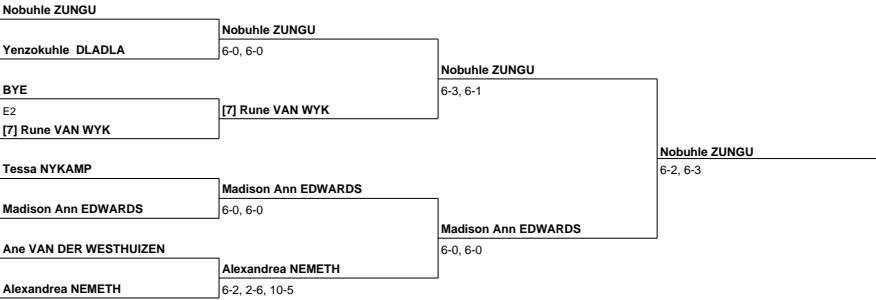 Nobuhle ZUNGU
Nobuhle ZUNGU
Yenzokuhle DLADLA
6-0, 6-0
Nobuhle ZUNGU
BYE
6-3, 6-1
E2
[7] Rune VAN WYK
[7] Rune VAN WYK
Nobuhle ZUNGU
Tessa NYKAMP
6-2, 6-3
Madison Ann EDWARDS
Madison Ann EDWARDS
6-0, 6-0
Madison Ann EDWARDS
Ane VAN DER WESTHUIZEN
6-0, 6-0
Alexandrea NEMETH
Alexandrea NEMETH
6-2, 2-6, 10-5